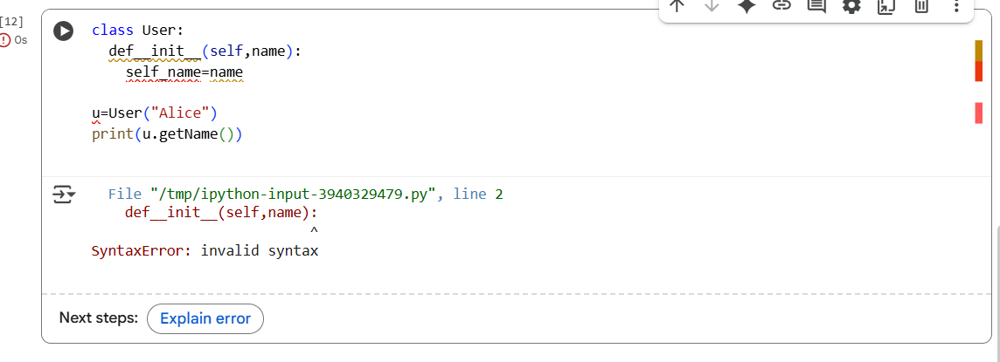 [12]
0s
class User:
  def__init__(self,name):
    self_name=name
u=User("Alice")
print(u.getName())
File "/tmp/ipython-input-3940329479.py", line 2
    def__init__(self,name):
                          ^
SyntaxError: invalid syntax
Next steps: Explain error